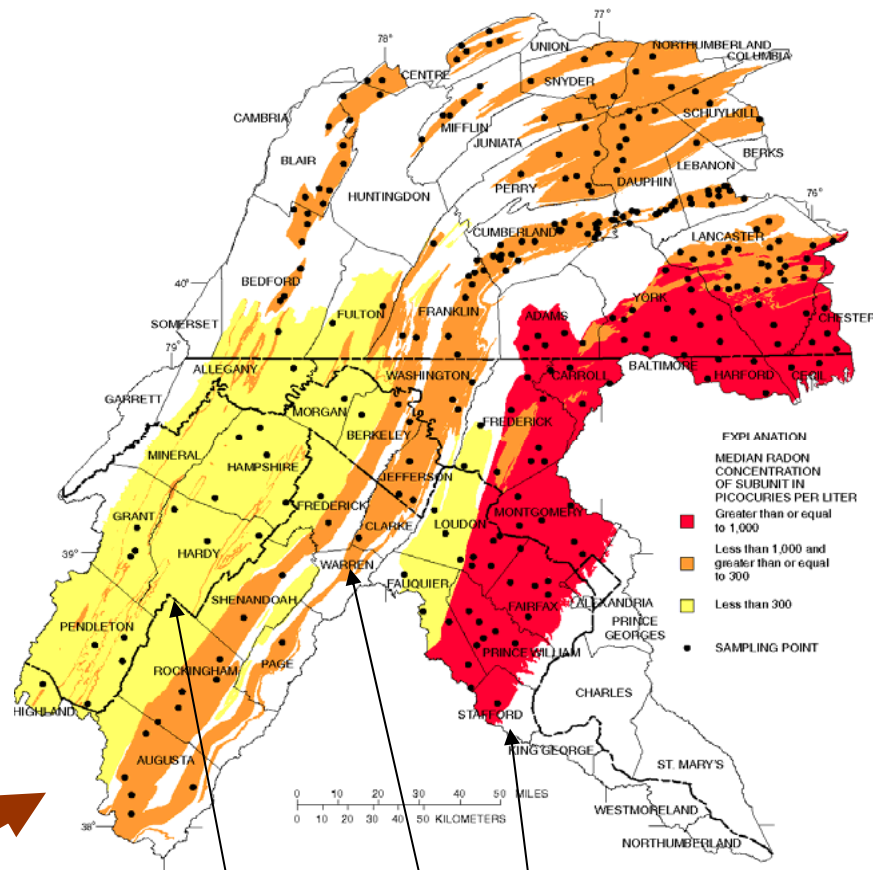 77°
78°
UNION
NORTHUMBERLAND
COLUMBIA
CENTRE
SNYDER
CAMBRIA
MIFFLIN
SCHUYLKILL
JUNIATA
BLAIR
BERKS
LEBANON
HUNTINGDON
PERRY
DAUPHIN
76°
CUMBERLAND
LANCASTER
BEDFORD
40°
YORK
FULTON
FRANKLIN
ADAMS
CHESTER
SOMERSET
79°
ALLEGANY
WASHINGTON
CARROLL
BALTIMORE
HARFORD
CECIL
GARRETT
MORGAN
FREDERICK
BERKELEY
MINERAL
HAMPSHIRE
JEFFERSON
FREDERICK
GRANT
CLARKE
LOUDON
MONTGOMERY
HARDY
39°
WARREN
FAUQUIER
SHENANDOAH
FAIRFAX
ALEXANDRIA
PRINCE
GEORGES
PENDLETON
PAGE
ROCKINGHAM
PRINCE WILLIAM
CHARLES
HIGHLAND
STAFFORD
KING GEORGE
AUGUSTA
ST. MARY'S
WESTMORELAND
NORTHUMBERLAND
38°
0 10 20 30 40 50 MILES
0 10 20 30 40 50 KILOMETERS
EXPLANATION
MEDIAN RADON
CONCENTRATION
OF SUBUNIT IN
PICOCURIES PER LITER
Greater than or equal
to 1,000
Less than 1,000 and
greater than or equal
to 300
Less than 300
SAMPLING POINT